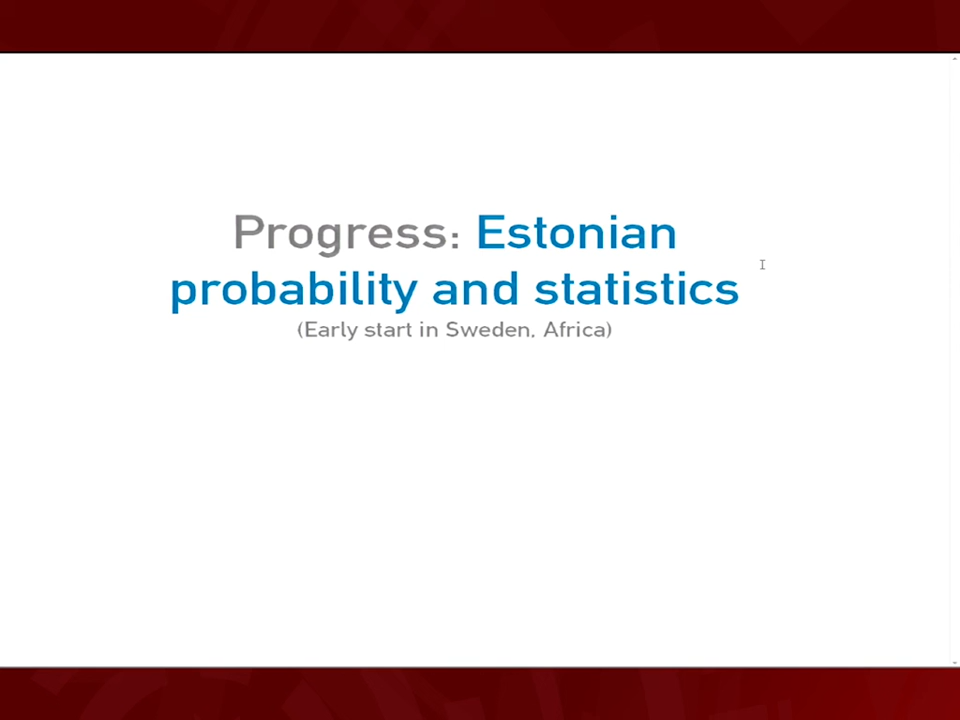 Progress: Estonian
probability and statistics
(Early start in Sweden, Africa)